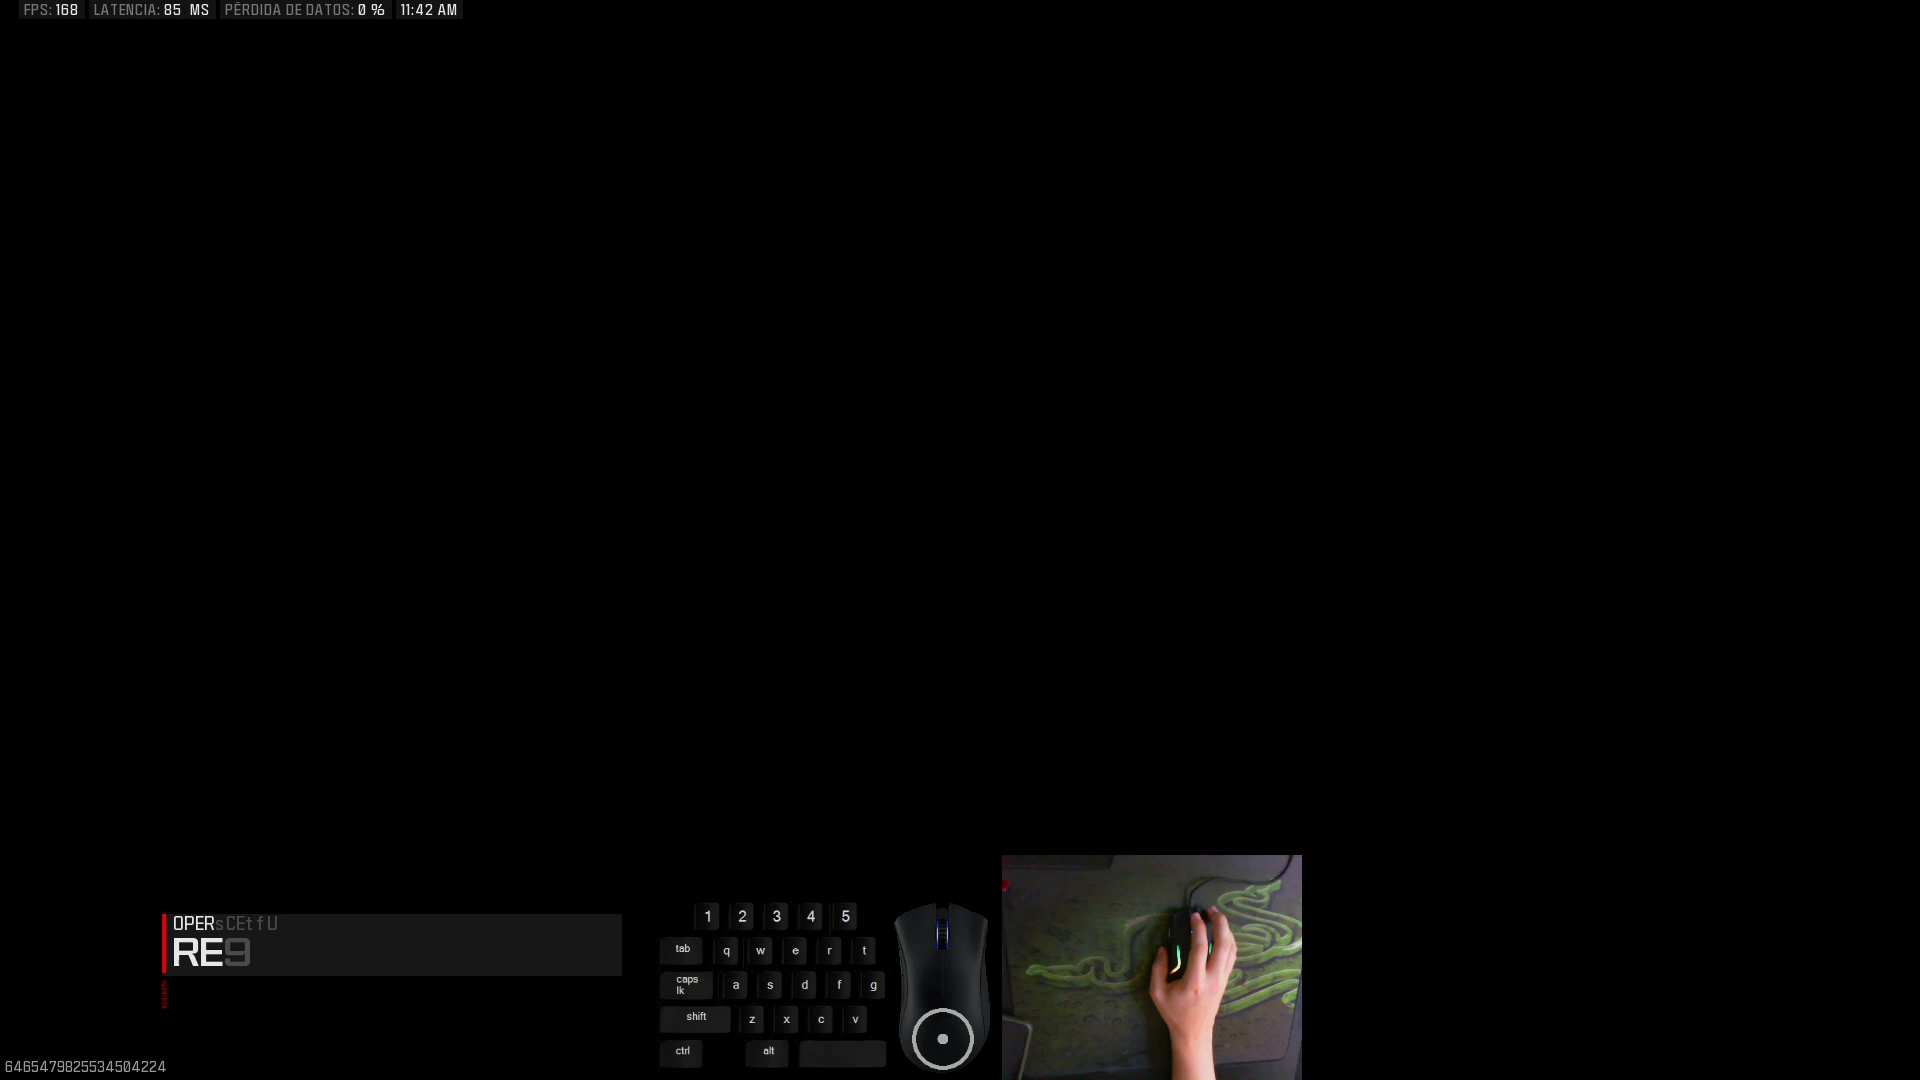 FPS: 168 LATENCIA: 85 MS PÉRDIDA DE DATOS: 0 % 11:42 AM
OPERsCEt f U
RE9
1 2 3 4 5
tab q w e r t
caps lk a s d f g
shift z x c v
ctrl alt
6465479825534504224